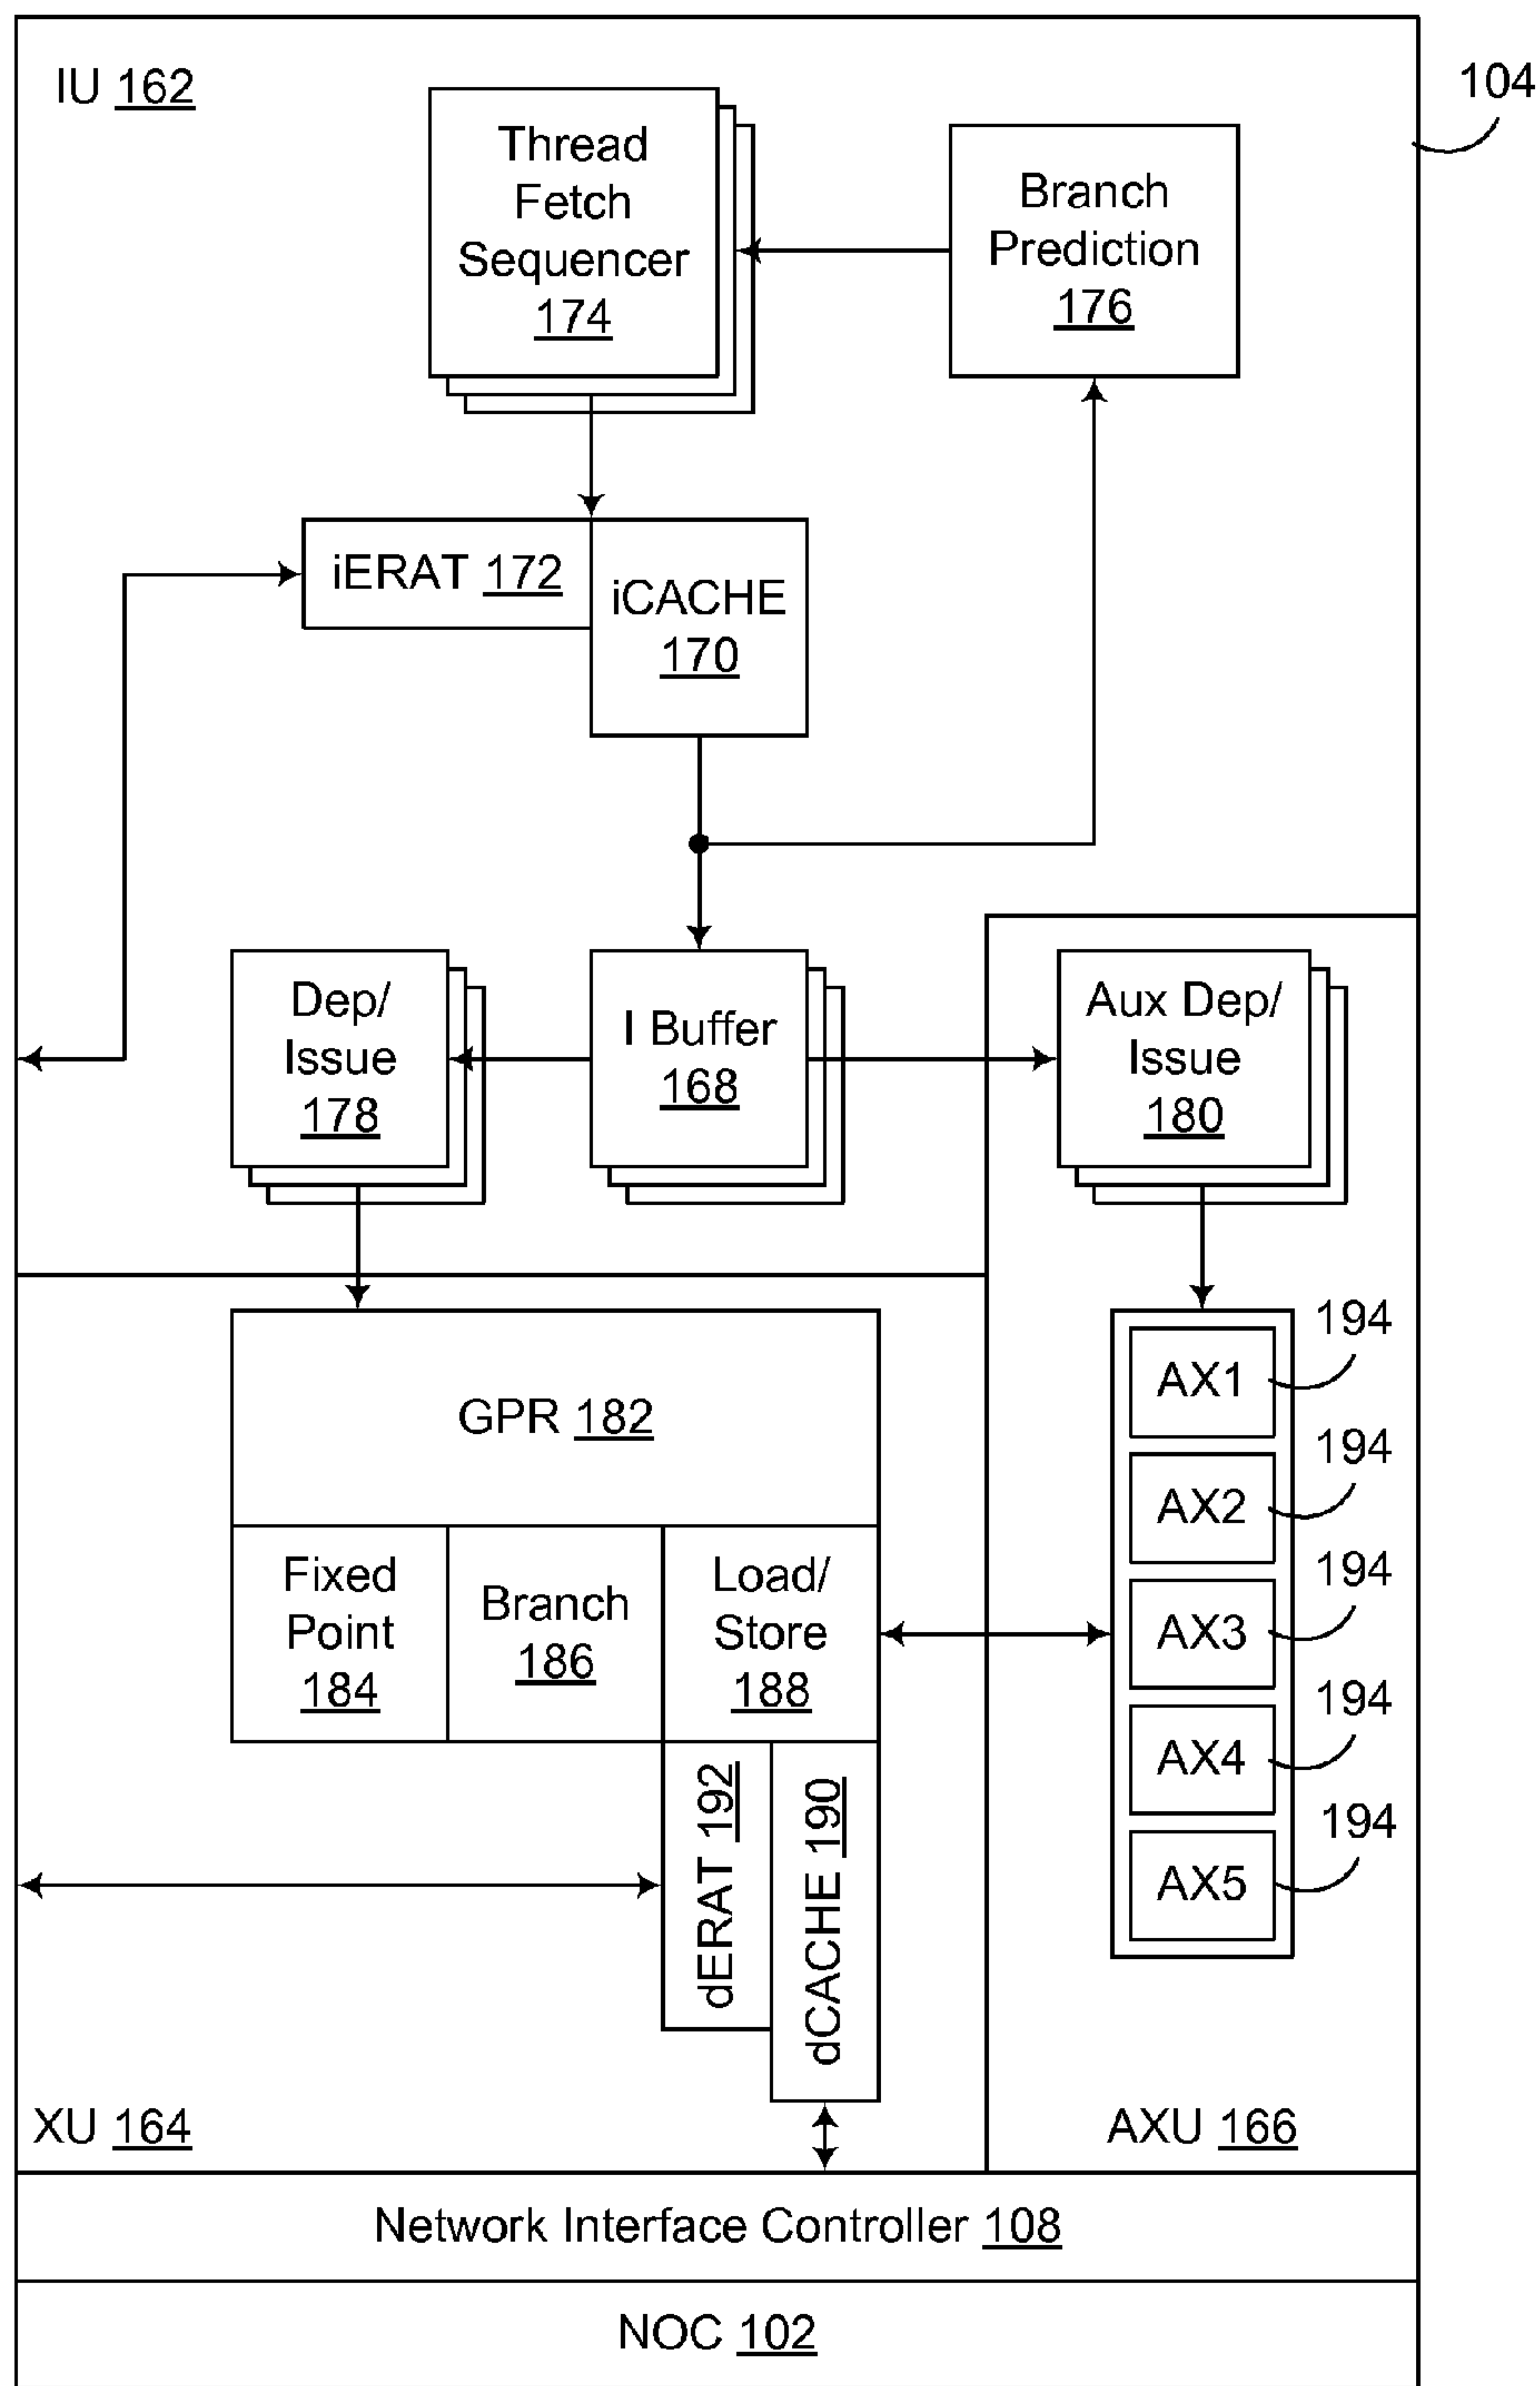 IU 162
104
Thread
Fetch
Sequencer
174
Branch
Prediction
176
iERAT 172
iCACHE
170
Dep/
Issue
178
I Buffer
168
Aux Dep/
Issue
180
GPR 182
Fixed
Point
184
Branch
186
Load/
Store
188
dERAT 192
dCACHE 190
AX1
194
AX2
194
AX3
194
AX4
194
AX5
194
XU 164
AXU 166
Network Interface Controller 108
NOC 102